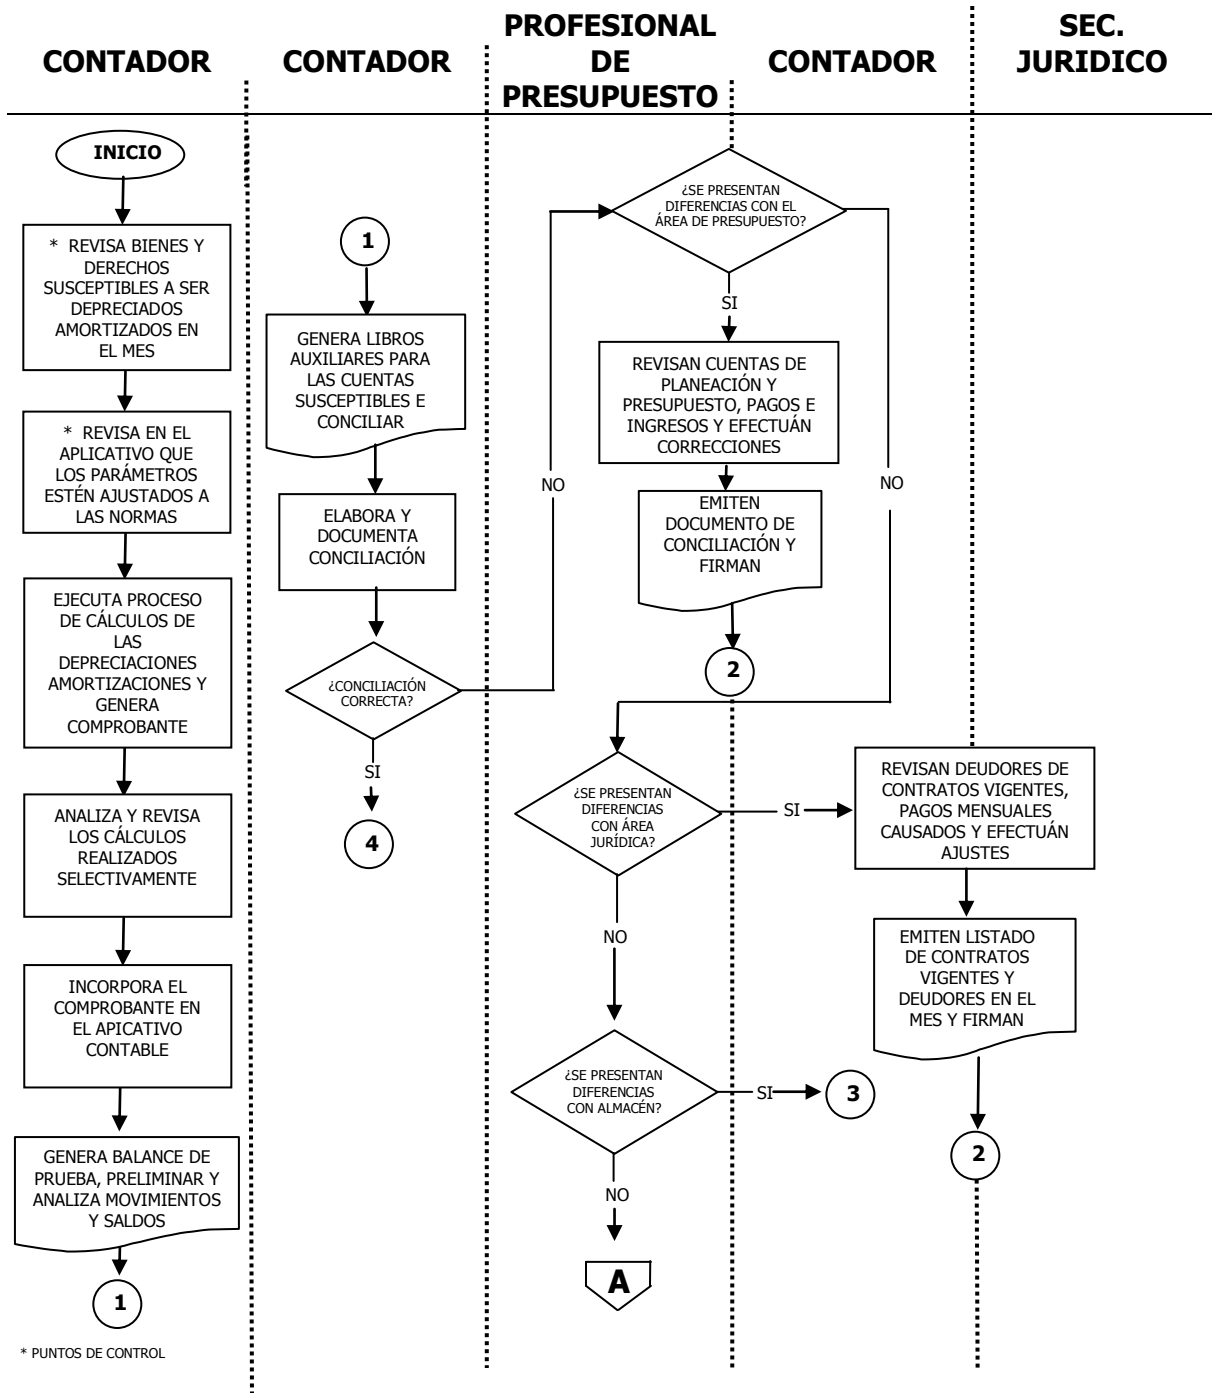 CONTADOR
CONTADOR
PROFESIONAL
DE
PRESUPUESTO
CONTADOR
SEC.
JURIDICO
INICIO
* REVISA BIENES Y
DERECHOS
SUSCEPTIBLES A SER
DEPRECIADOS
AMORTIZADOS EN
EL MES
* REVISA EN EL
APLICATIVO QUE
LOS PARÁMETROS
ESTÉN AJUSTADOS A
LAS NORMAS
EJECUTA PROCESO
DE CÁLCULOS DE
LAS
DEPRECIACIONES
AMORTIZACIONES Y
GENERA
COMPROBANTE
ANALIZA Y REVISA
LOS CÁLCULOS
REALIZADOS
SELECTIVAMENTE
INCORPORA EL
COMPROBANTE EN
EL APICATIVO
CONTABLE
GENERA BALANCE DE
PRUEBA, PRELIMINAR Y
ANALIZA MOVIMIENTOS
Y SALDOS
1
* PUNTOS DE CONTROL
1
GENERA LIBROS
AUXILIARES PARA
LAS CUENTAS
SUSCEPTIBLES E
CONCILIAR
ELABORA Y
DOCUMENTA
CONCILIACIÓN
¿CONCILIACIÓN
CORRECTA?
SI
4
NO
¿SE PRESENTAN
DIFERENCIAS CON EL
ÁREA DE PRESUPUESTO?
SI
NO
REVISAN CUENTAS DE
PLANEACIÓN Y
PRESUPUESTO, PAGOS E
INGRESOS Y EFECTUÁN
CORRECCIONES
EMITEN
DOCUMENTO DE
CONCILIACIÓN Y
FIRMAN
2
¿SE PRESENTAN
DIFERENCIAS
CON ÁREA
JURÍDICA?
SI
REVISAN DEUDORES DE
CONTRATOS VIGENTES,
PAGOS MENSUALES
CAUSADOS Y EFECTUÁN
AJUSTES
EMITEN LISTADO
DE CONTRATOS
VIGENTES Y
DEUDORES EN EL
MES Y FIRMAN
2
NO
¿SE PRESENTAN
DIFERENCIAS
CON ALMACÉN?
SI
3
NO
A